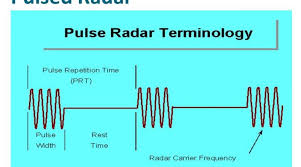 Pulsed Radar
Pulse Radar Terminology
Pulse Repetition Time
(PRT)
Pulse
Width
Rest
Time
Radar Carrier Frequency